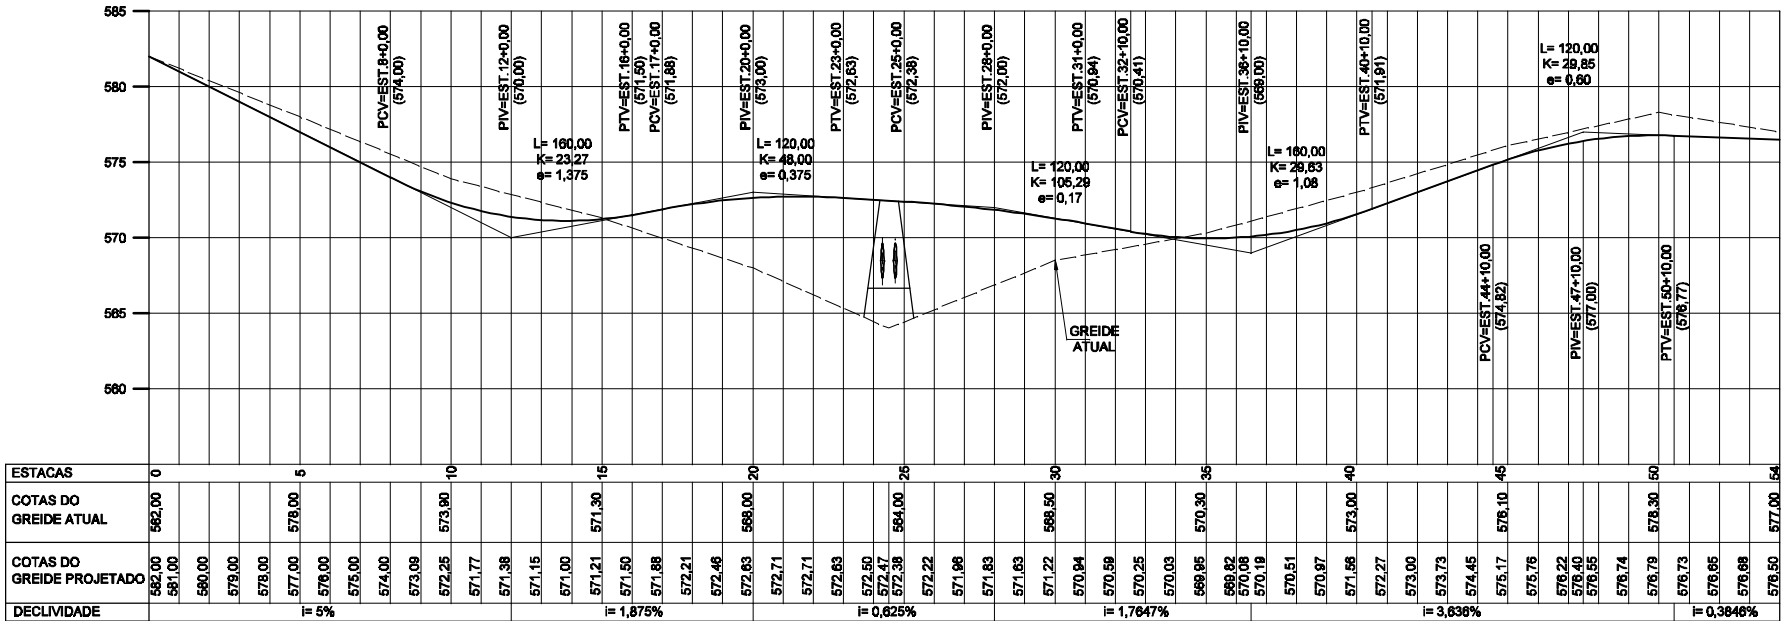 585
580
575
570
565
560
PCV=EST.8+0,00
(574,00)
PIV=EST.12+0,00
(570,00)
PTV=EST.16+0,00
(571,50)
PCV=EST.17+0,00
(571,88)
PIV=EST.20+0,00
(573,00)
PTV=EST.23+0,00
(572,63)
PCV=EST.25+0,00
(572,38)
PIV=EST.28+0,00
(572,00)
PTV=EST.31+0,00
(570,94)
PCV=EST.32+10,00
(570,41)
PIV=EST.36+10,00
(569,00)
PTV=EST.40+10,00
(571,91)
L= 120,00
K= 29,85
e= 0,60
L= 160,00
K= 23,27
e= 1,375
L= 120,00
K= 48,00
e= 0,375
L= 120,00
K= 105,29
e= 0,17
L= 160,00
K= 29,63
e= 1,08
PCV=EST.44+10,00
(574,82)
PIV=EST.47+10,00
(577,00)
PTV=EST.50+10,00
(576,77)
GREIDE
ATUAL
ESTACAS 0 5 10 15 20 25 30 35 40 45 50 54
COTAS DO
GREIDE ATUAL 582,00 578,00 573,90 571,30 568,00 564,00 568,50 570,30 573,00 576,10 578,30 577,00
COTAS DO
GREIDE PROJETADO 582,00 581,00 580,00 579,00 578,00 577,00 576,00 575,00 574,00 573,09 572,25 571,77 571,38 571,15 571,00 571,21 571,50 571,88 572,21 572,46 572,63 572,71 572,71 572,63 572,50 572,47 572,38 572,22 571,98 571,83 571,63 571,22 570,94 570,59 570,25 570,03 569,95 569,82 570,08 570,19 570,51 570,97 571,56 572,27 573,00 573,73 574,45 575,17 575,76 576,22 576,40 576,55 576,74 576,79 576,73 576,65 576,68 576,50
DECLIVIDADE i= 5% i= 1,875% i= 0,625% i= 1,7647% i= 3,636% i= 0,3846%